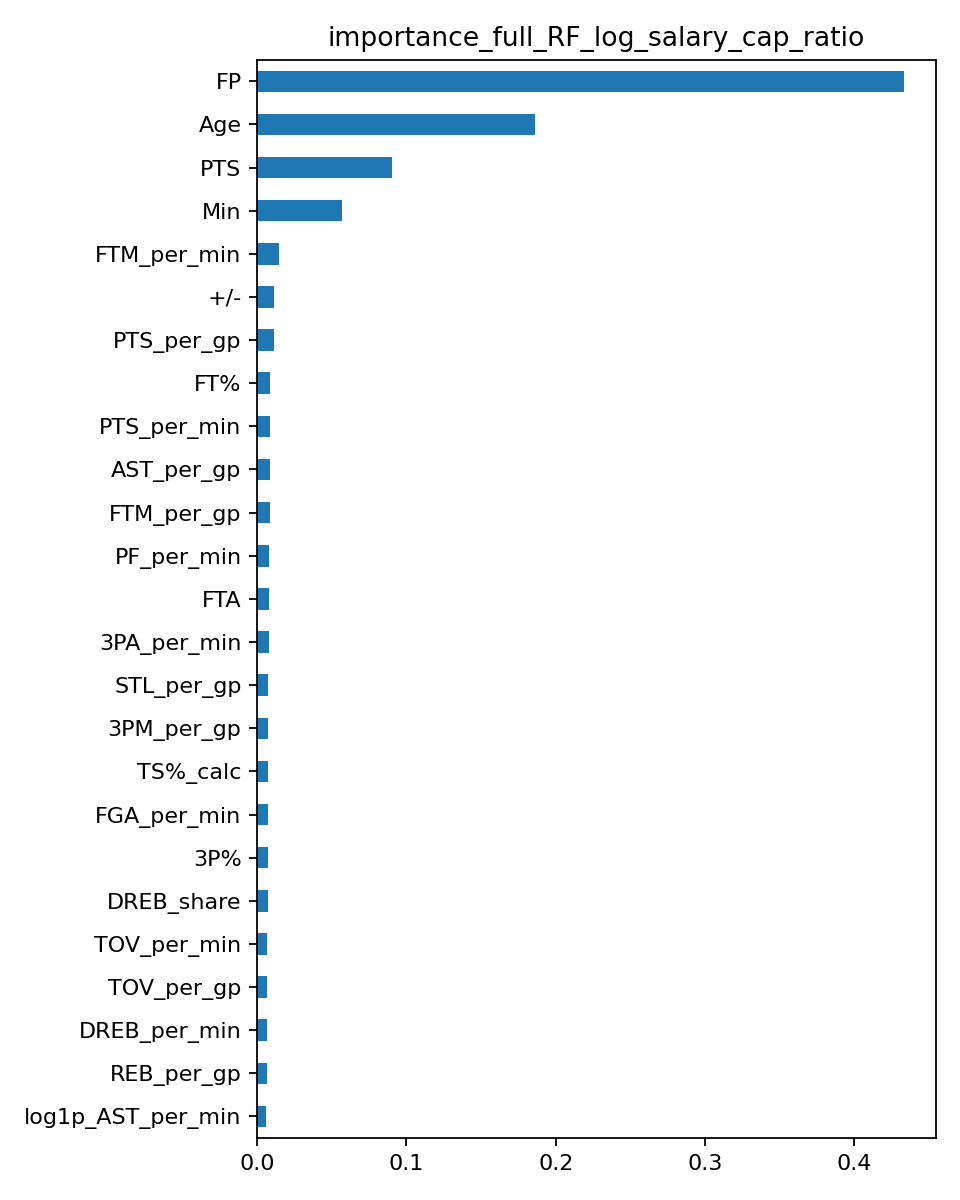 importance_full_RF_log_salary_cap_ratio
FP
Age
PTS
Min
FTM_per_min
+/-
PTS_per_gp
FT%
PTS_per_min
AST_per_gp
FTM_per_gp
PF_per_min
FTA
3PA_per_min
STL_per_gp
3PM_per_gp
TS%_calc
FGA_per_min
3P%
DREB_share
TOV_per_min
TOV_per_gp
DREB_per_min
REB_per_gp
log1p_AST_per_min
0.0 0.1 0.2 0.3 0.4